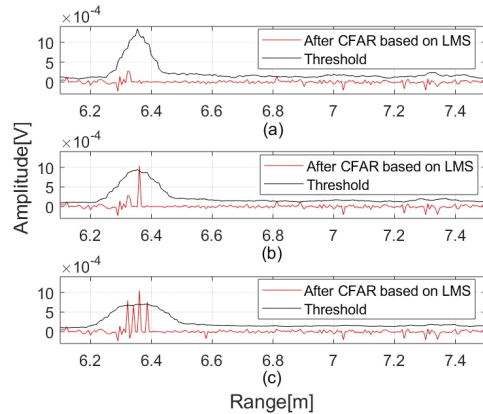 ×10⁻⁴
10
5
0
After CFAR based on LMS
Threshold
6.2 6.4 6.6 6.8 7 7.2 7.4
(a)
×10⁻⁴
10
5
0
After CFAR based on LMS
Threshold
6.2 6.4 6.6 6.8 7 7.2 7.4
(b)
×10⁻⁴
10
5
0
After CFAR based on LMS
Threshold
6.2 6.4 6.6 6.8 7 7.2 7.4
(c)
Amplitude[V]
Range[m]